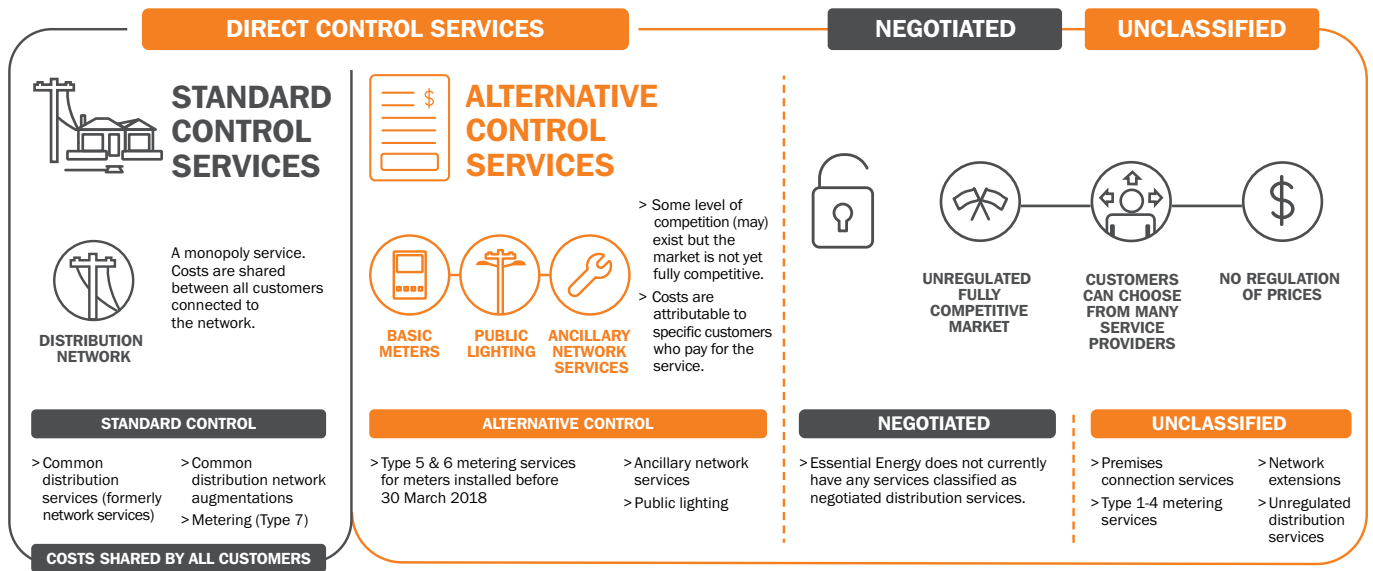 DIRECT CONTROL SERVICES
NEGOTIATED
UNCLASSIFIED
STANDARD
CONTROL
SERVICES
DISTRIBUTION
NETWORK
A monopoly service.
Costs are shared
between all customers
connected to
the network.
$
ALTERNATIVE
CONTROL
SERVICES
BASIC
METERS
PUBLIC
LIGHTING
ANCILLARY
NETWORK
SERVICES
> Some level of
competition (may)
exist but the
market is not yet
fully competitive.
> Costs are
attributable to
specific customers
who pay for the
service.
UNREGULATED
FULLY
COMPETITIVE
MARKET
CUSTOMERS
CAN CHOOSE
FROM MANY
SERVICE
PROVIDERS
$
NO REGULATION
OF PRICES
STANDARD CONTROL
> Common
distribution
services (formerly
network services)
> Common
distribution network
augmentations
> Metering (Type 7)
COSTS SHARED BY ALL CUSTOMERS
ALTERNATIVE CONTROL
> Type 5 & 6 metering services
for meters installed before
30 March 2018
> Ancillary network
services
> Public lighting
NEGOTIATED
> Essential Energy does not currently
have any services classified as
negotiated distribution services.
UNCLASSIFIED
> Premises
connection services
> Type 1-4 metering
services
> Network
extensions
> Unregulated
distribution
services